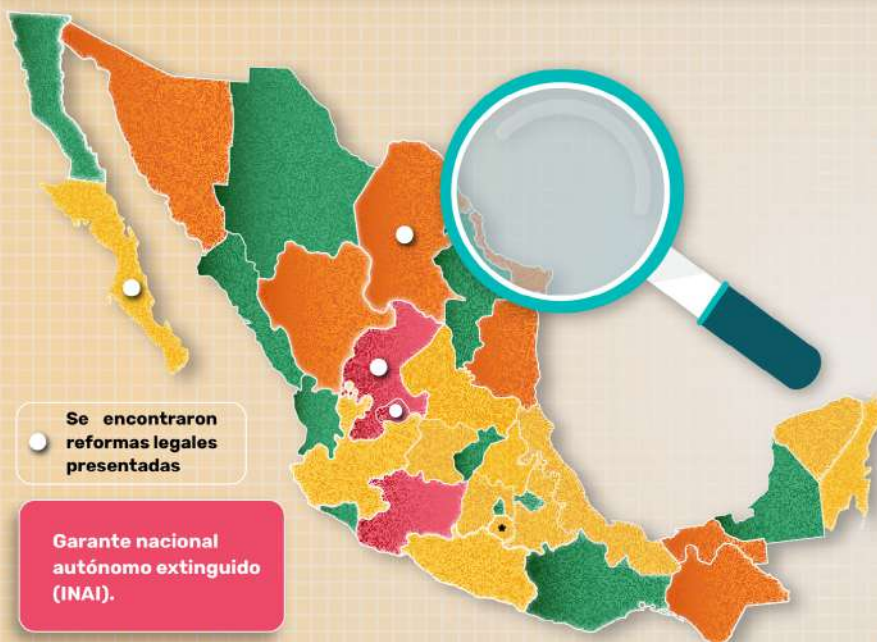 Se encontraron
reformas legales
presentadas
Garante nacional
autónomo extinguido
(INAI).